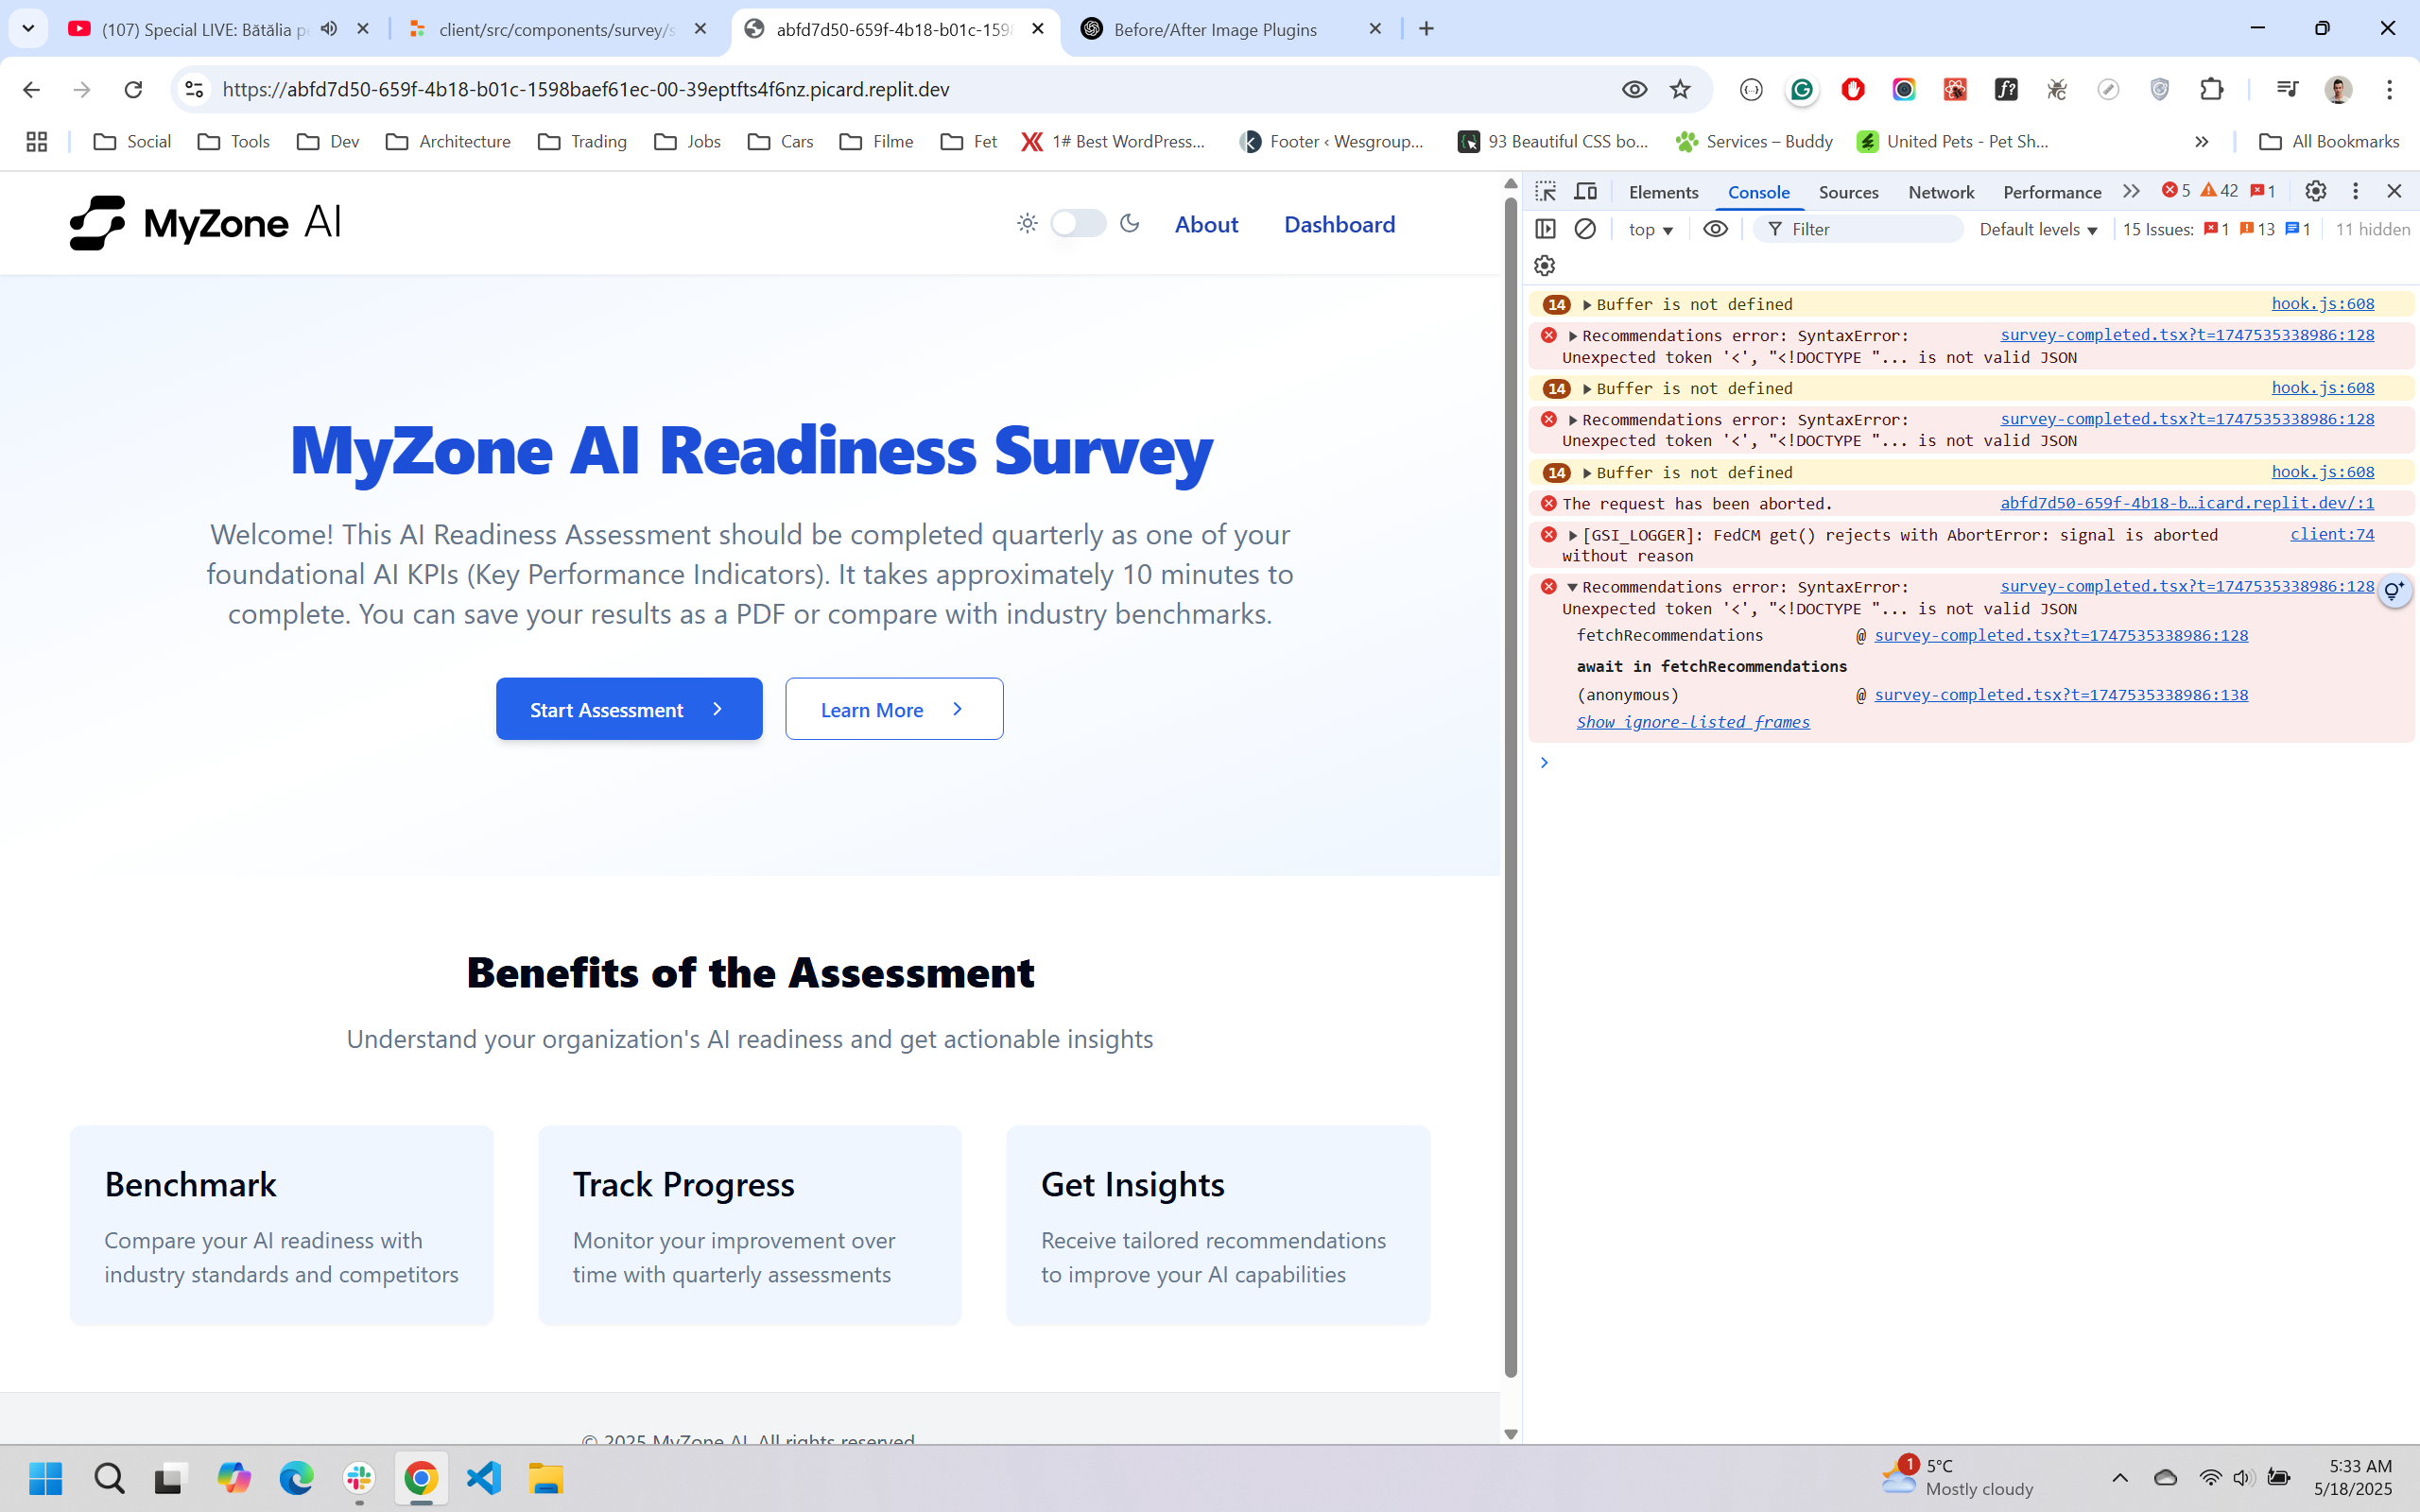 (107) Special LIVE: Bătălia p
client/src/components/survey/s
abfd7d50-659f-4b18-b01c-1598
Before/After Image Plugins
https://abfd7d50-659f-4b18-b01c-1598baef61ec-00-39eptfts4f6nz.picard.replit.dev
Social
Tools
Dev
Architecture
Trading
Jobs
Cars
Filme
Fet
1# Best WordPress...
Footer ‹ Wesgroup...
93 Beautiful CSS bo...
Services – Buddy
United Pets - Pet Sh...
All Bookmarks
MyZone AI
About
Dashboard
MyZone AI Readiness Survey
Welcome! This AI Readiness Assessment should be completed quarterly as one of your
foundational AI KPIs (Key Performance Indicators). It takes approximately 10 minutes to
complete. You can save your results as a PDF or compare with industry benchmarks.
Start Assessment
Learn More
Benefits of the Assessment
Understand your organization's AI readiness and get actionable insights
Benchmark
Compare your AI readiness with
industry standards and competitors
Track Progress
Monitor your improvement over
time with quarterly assessments
Get Insights
Receive tailored recommendations
to improve your AI capabilities
© 2025 MyZone AI. All rights reserved.
Elements
Console
Sources
Network
Performance
5
42
1
top
Filter
Default levels
15 Issues: 1 13 1
11 hidden
14 Buffer is not defined hook.js:608
Recommendations error: SyntaxError: survey-completed.tsx?t=1747535338986:128
Unexpected token '<', "<!DOCTYPE "... is not valid JSON
14 Buffer is not defined hook.js:608
Recommendations error: SyntaxError: survey-completed.tsx?t=1747535338986:128
Unexpected token '<', "<!DOCTYPE "... is not valid JSON
14 Buffer is not defined hook.js:608
The request has been aborted. abfd7d50-659f-4b18-b…icard.replit.dev/:1
[GSI_LOGGER]: FedCM get() rejects with AbortError: signal is aborted client:74
without reason
Recommendations error: SyntaxError: survey-completed.tsx?t=1747535338986:128
Unexpected token '<', "<!DOCTYPE "... is not valid JSON
fetchRecommendations @ survey-completed.tsx?t=1747535338986:128
await in fetchRecommendations
(anonymous) @ survey-completed.tsx?t=1747535338986:138
Show ignore-listed frames
1
5°C
Mostly cloudy
5:33 AM
5/18/2025